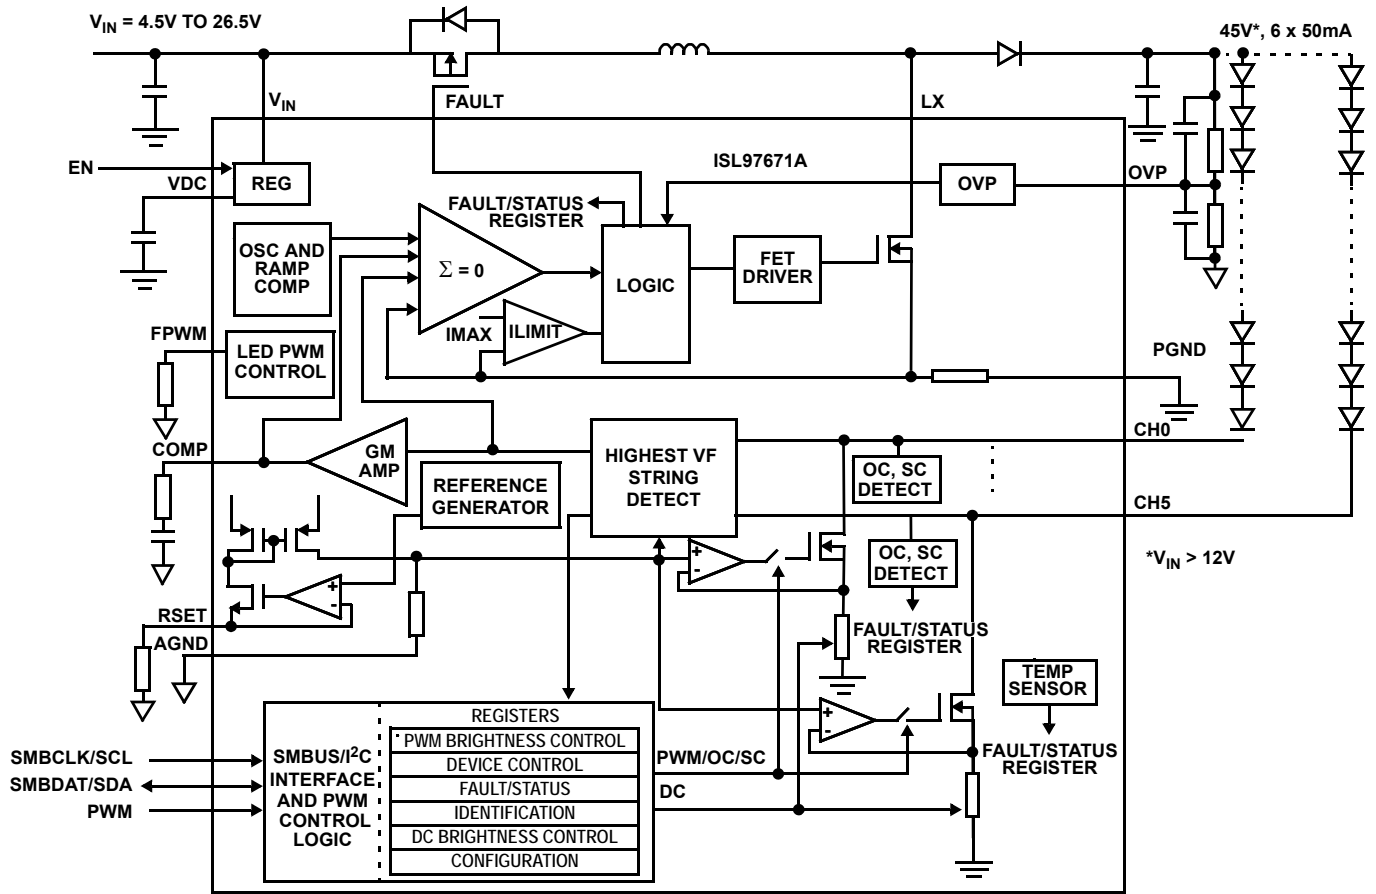 V_IN = 4.5V TO 26.5V
45V*, 6 x 50mA
V_IN
FAULT
LX
EN
VDC
REG
ISL97671A
OVP
OVP
FAULT/STATUS
REGISTER
OSC AND
RAMP
COMP
Σ = 0
LOGIC
FET
DRIVER
IMAX
ILIMIT
FPWM
LED PWM
CONTROL
PGND
COMP
GM
AMP
HIGHEST VF
STRING
DETECT
CH0
OC, SC
DETECT
REFERENCE
GENERATOR
CH5
OC, SC
DETECT
*V_IN > 12V
+
-
+
-
RSET
AGND
FAULT/STATUS
REGISTER
TEMP
SENSOR
+
-
FAULT/STATUS
REGISTER
SMBCLK/SCL
SMBDAT/SDA
PWM
SMBUS/I²C
INTERFACE
AND PWM
CONTROL
LOGIC
REGISTERS
PWM BRIGHTNESS CONTROL
DEVICE CONTROL
FAULT/STATUS
IDENTIFICATION
DC BRIGHTNESS CONTROL
CONFIGURATION
PWM/OC/SC
DC